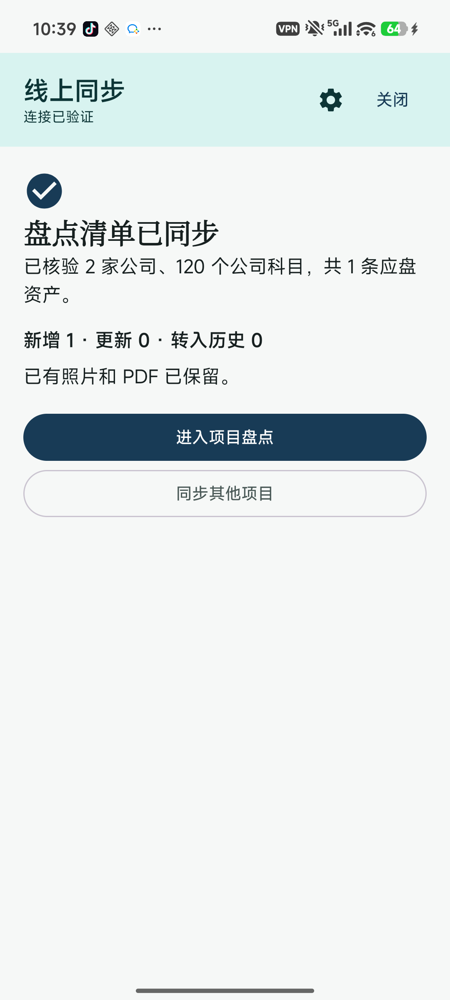 10:39
VPN 5G 6 64
线上同步
连接已验证
关闭
盘点清单已同步
已核验 2 家公司、120 个公司科目，共 1 条应盘
资产。
新增 1 · 更新 0 · 转入历史 0
已有照片和 PDF 已保留。
进入项目盘点
同步其他项目